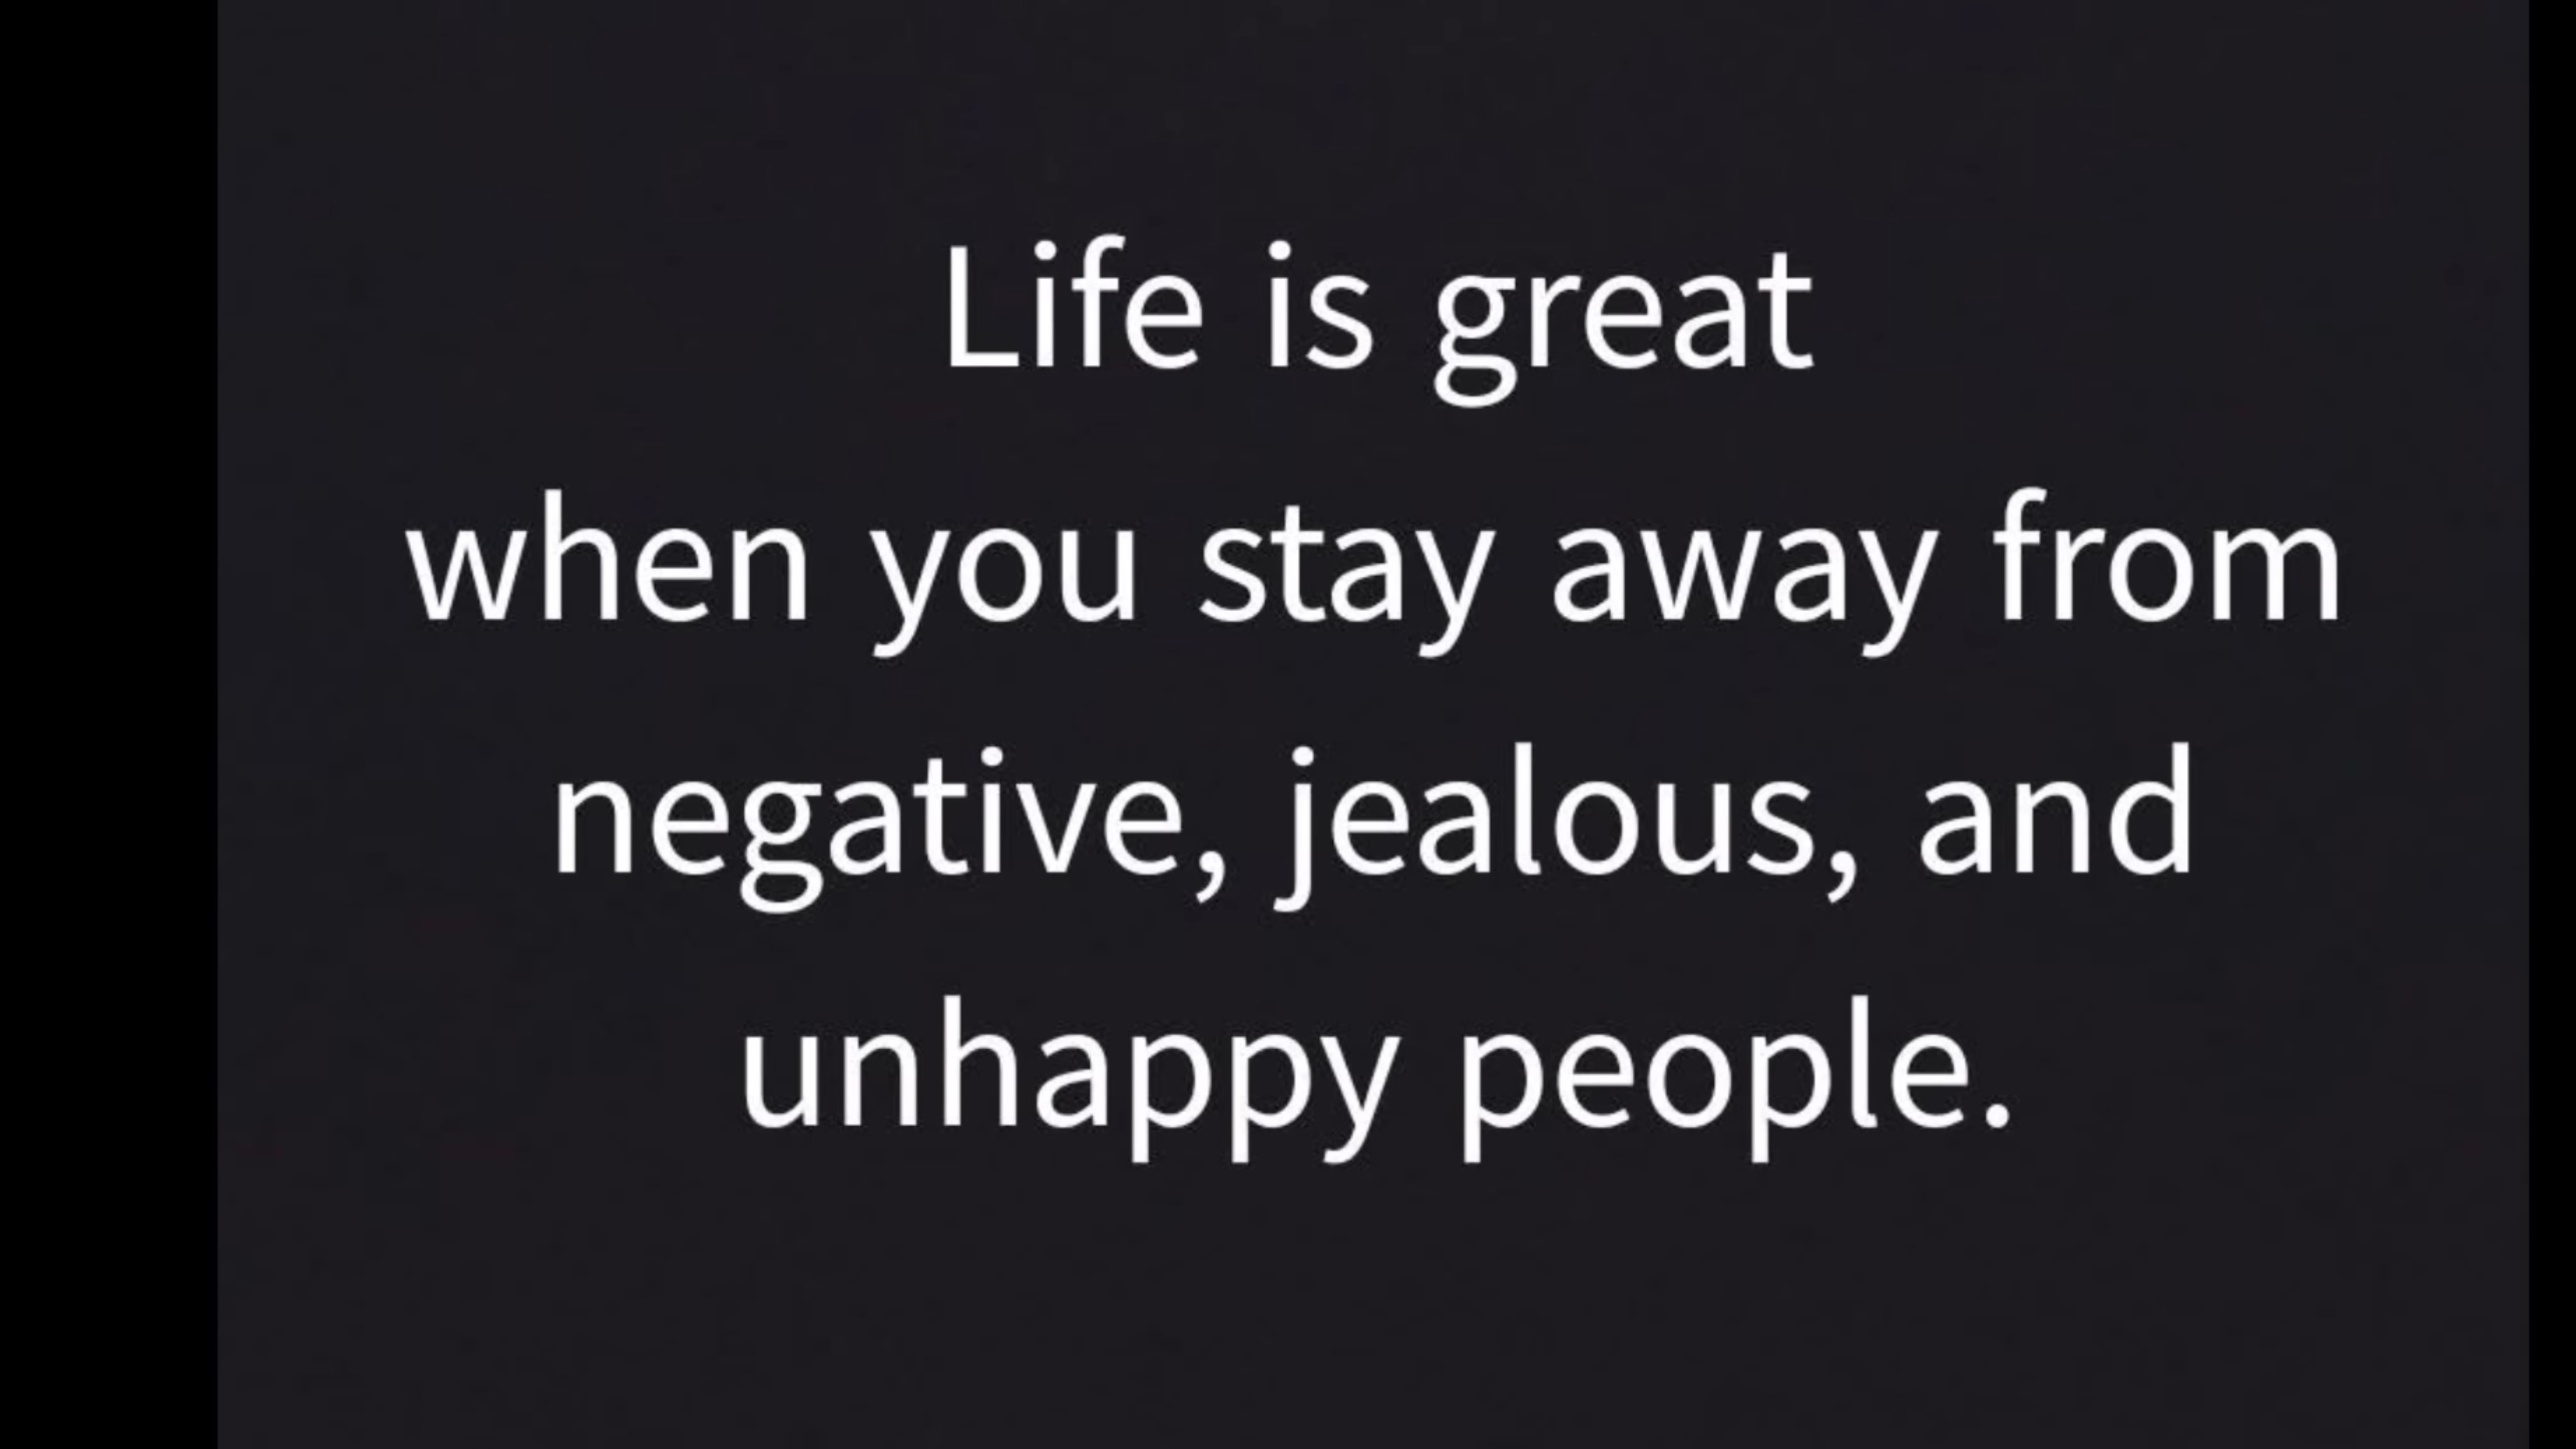 Life is great
when you stay away from
negative, jealous, and
unhappy people.